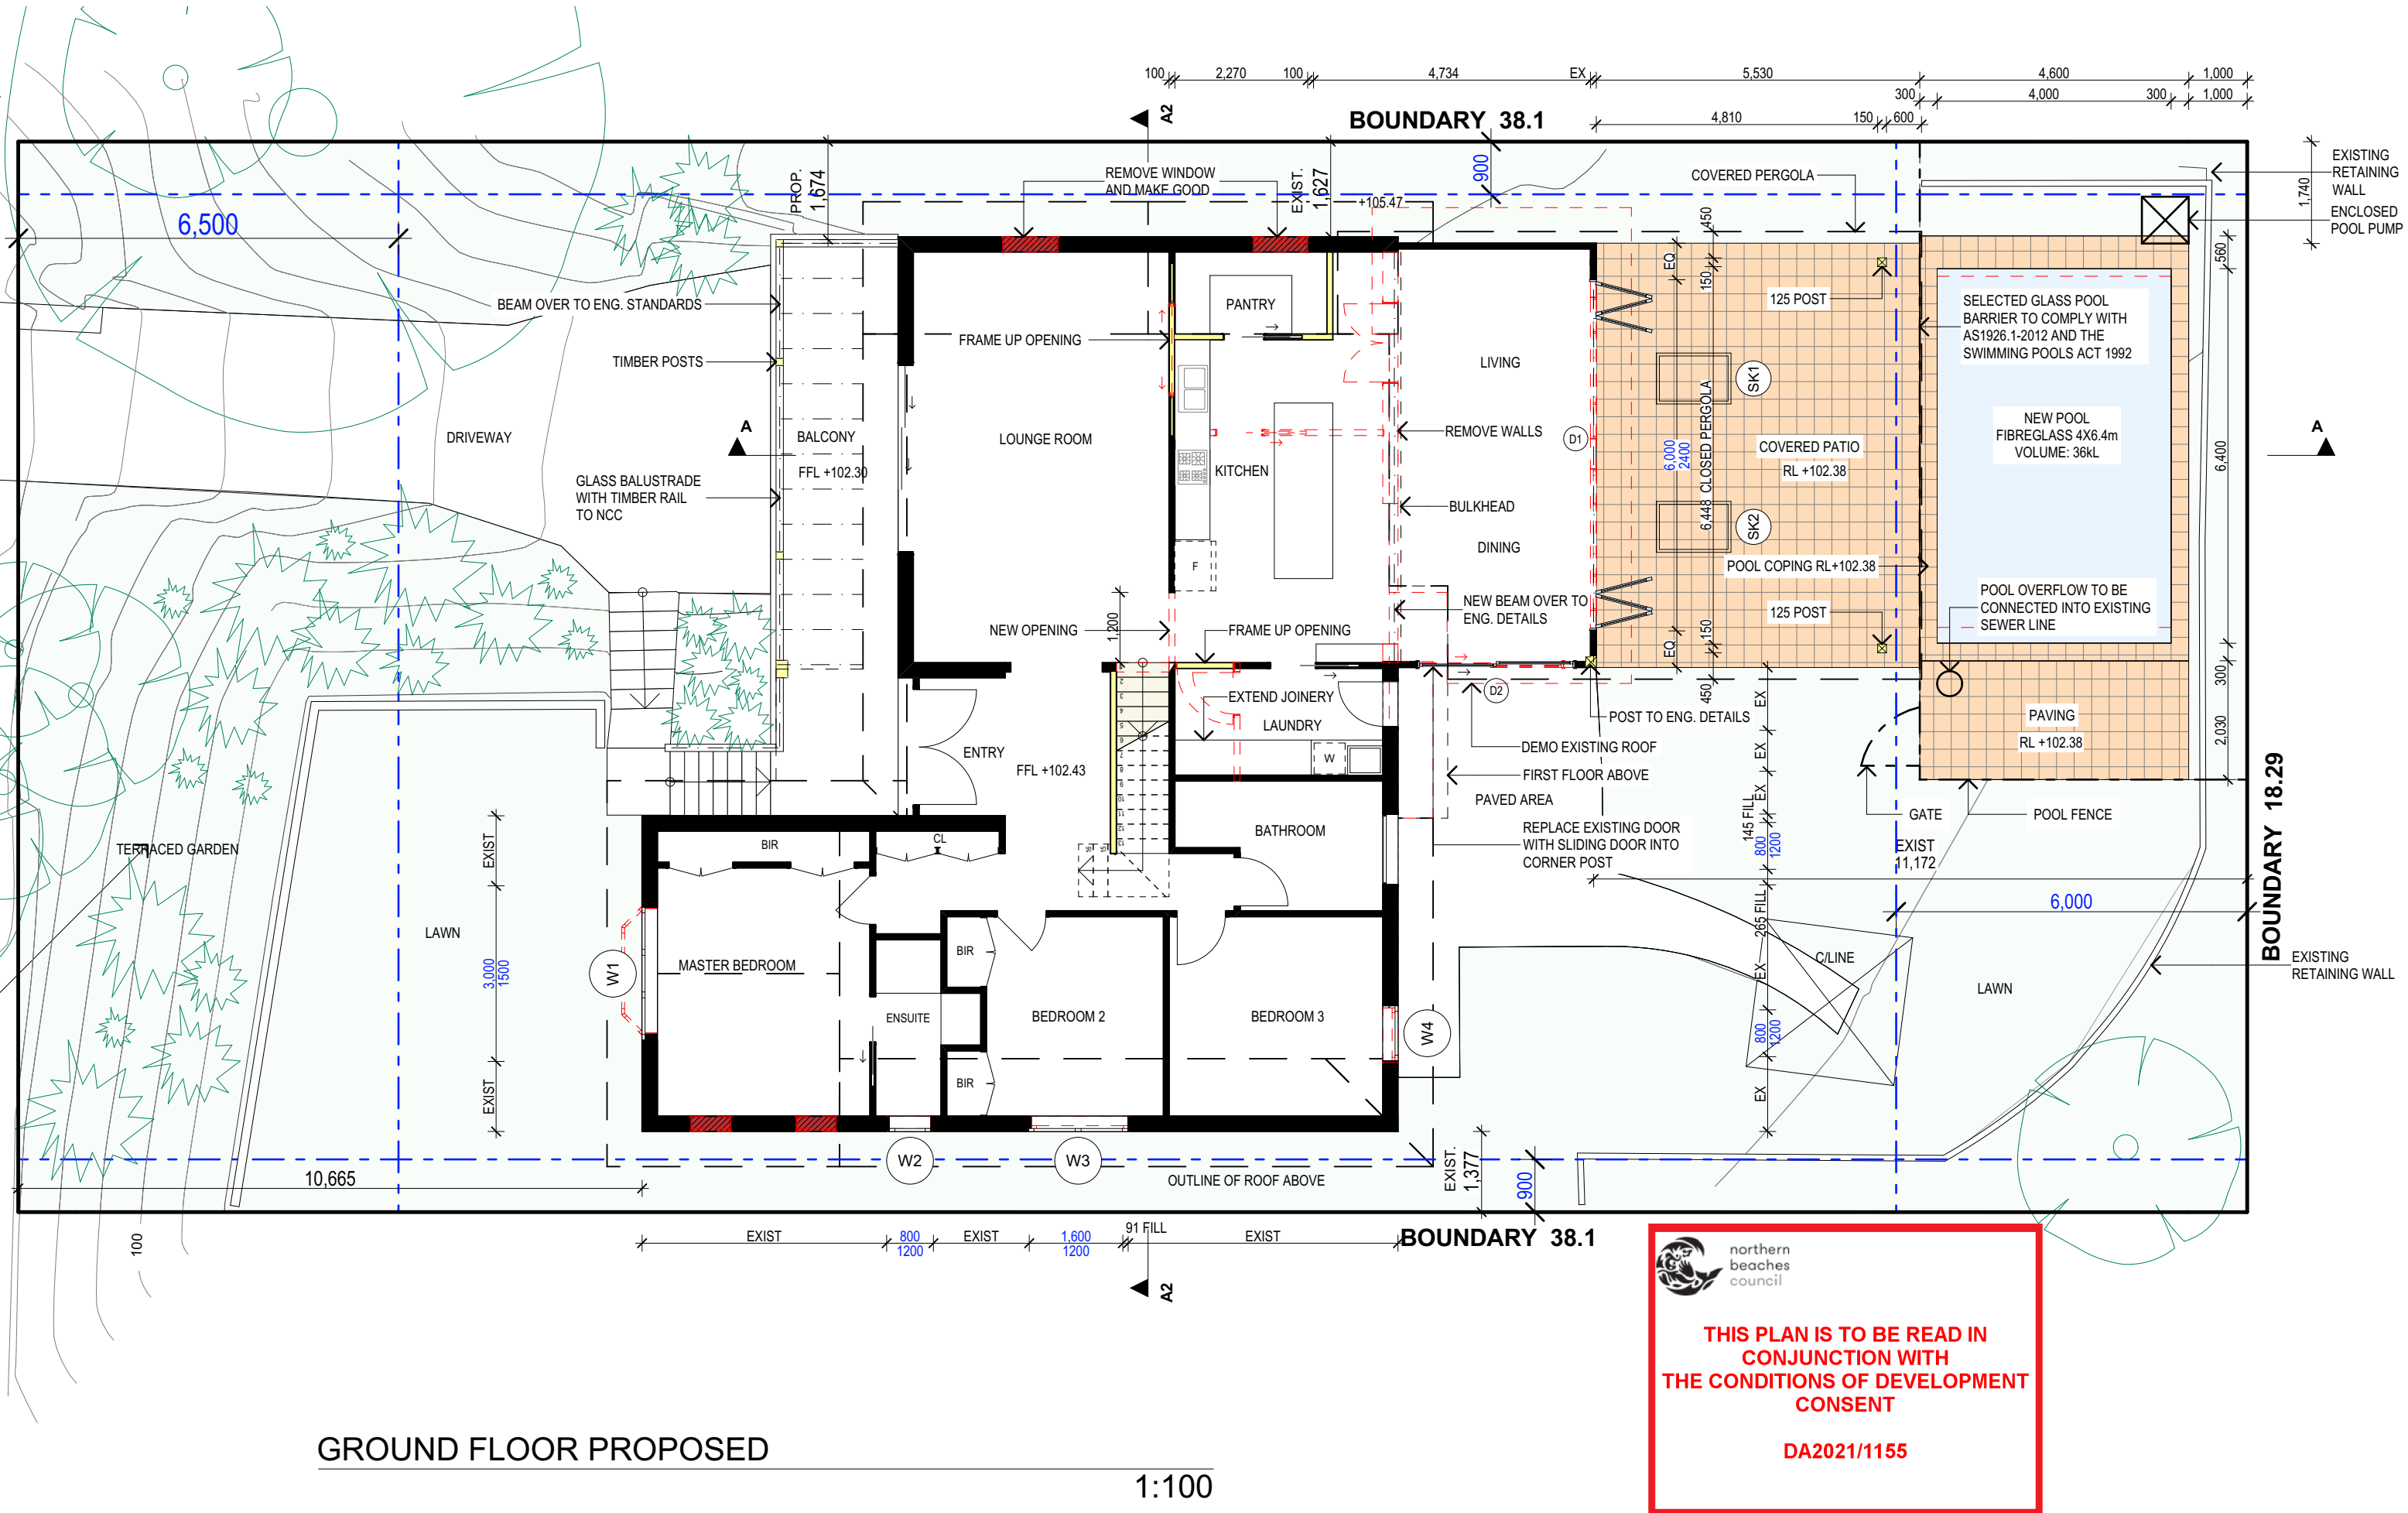 100
2,270
100
4,734
EX
5,530
4,600
1,000
300
4,000
300
1,000
4,810
150
600
A2
BOUNDARY 38.1
PROP.
1,674
REMOVE WINDOW
AND MAKE GOOD
EXIST.
1,627
900
COVERED PERGOLA
EXISTING
RETAINING
WALL
1,740
ENCLOSED
POOL PUMP
6,500
+105.47
450
EQ
150
560
BEAM OVER TO ENG. STANDARDS
PANTRY
125 POST
SELECTED GLASS POOL
BARRIER TO COMPLY WITH
AS1926.1-2012 AND THE
SWIMMING POOLS ACT 1992
FRAME UP OPENING
TIMBER POSTS
LIVING
SK1
DRIVEWAY
A
BALCONY
LOUNGE ROOM
REMOVE WALLS
D1
NEW POOL
FIBREGLASS 4X6.4m
VOLUME: 36kL
A
FFL +102.30
KITCHEN
6,000
2400
6,448 CLOSED PERGOLA
COVERED PATIO
RL +102.38
6,400
GLASS BALUSTRADE
WITH TIMBER RAIL
TO NCC
BULKHEAD
SK2
DINING
F
POOL COPING RL+102.38
POOL OVERFLOW TO BE
CONNECTED INTO EXISTING
SEWER LINE
NEW BEAM OVER TO
ENG. DETAILS
125 POST
NEW OPENING
1,200
FRAME UP OPENING
EQ
150
450
EX
300
EXTEND JOINERY
LAUNDRY
D2
POST TO ENG. DETAILS
PAVING
RL +102.38
2,030
ENTRY
FFL +102.43
W
DEMO EXISTING ROOF
FIRST FLOOR ABOVE
PAVED AREA
EX
EX
145 FILL
GATE
POOL FENCE
BOUNDARY 18.29
TERRACED GARDEN
EXIST
BIR
CL
BATHROOM
REPLACE EXISTING DOOR
WITH SLIDING DOOR INTO
CORNER POST
800
1200
EXIST
11,172
6,000
265 FILL
LAWN
W1
3,000
1500
MASTER BEDROOM
BIR
EX
C/LINE
LAWN
EXISTING
RETAINING WALL
ENSUITE
BEDROOM 2
BEDROOM 3
W4
800
1200
EXIST
BIR
EX
W2
W3
OUTLINE OF ROOF ABOVE
EXIST.
1,377
900
10,665
100
EXIST
800
1200
EXIST
1,600
1200
91 FILL
EXIST
BOUNDARY 38.1
A2
northern
beaches
council
THIS PLAN IS TO BE READ IN
CONJUNCTION WITH
THE CONDITIONS OF DEVELOPMENT
CONSENT
DA2021/1155
GROUND FLOOR PROPOSED
1:100